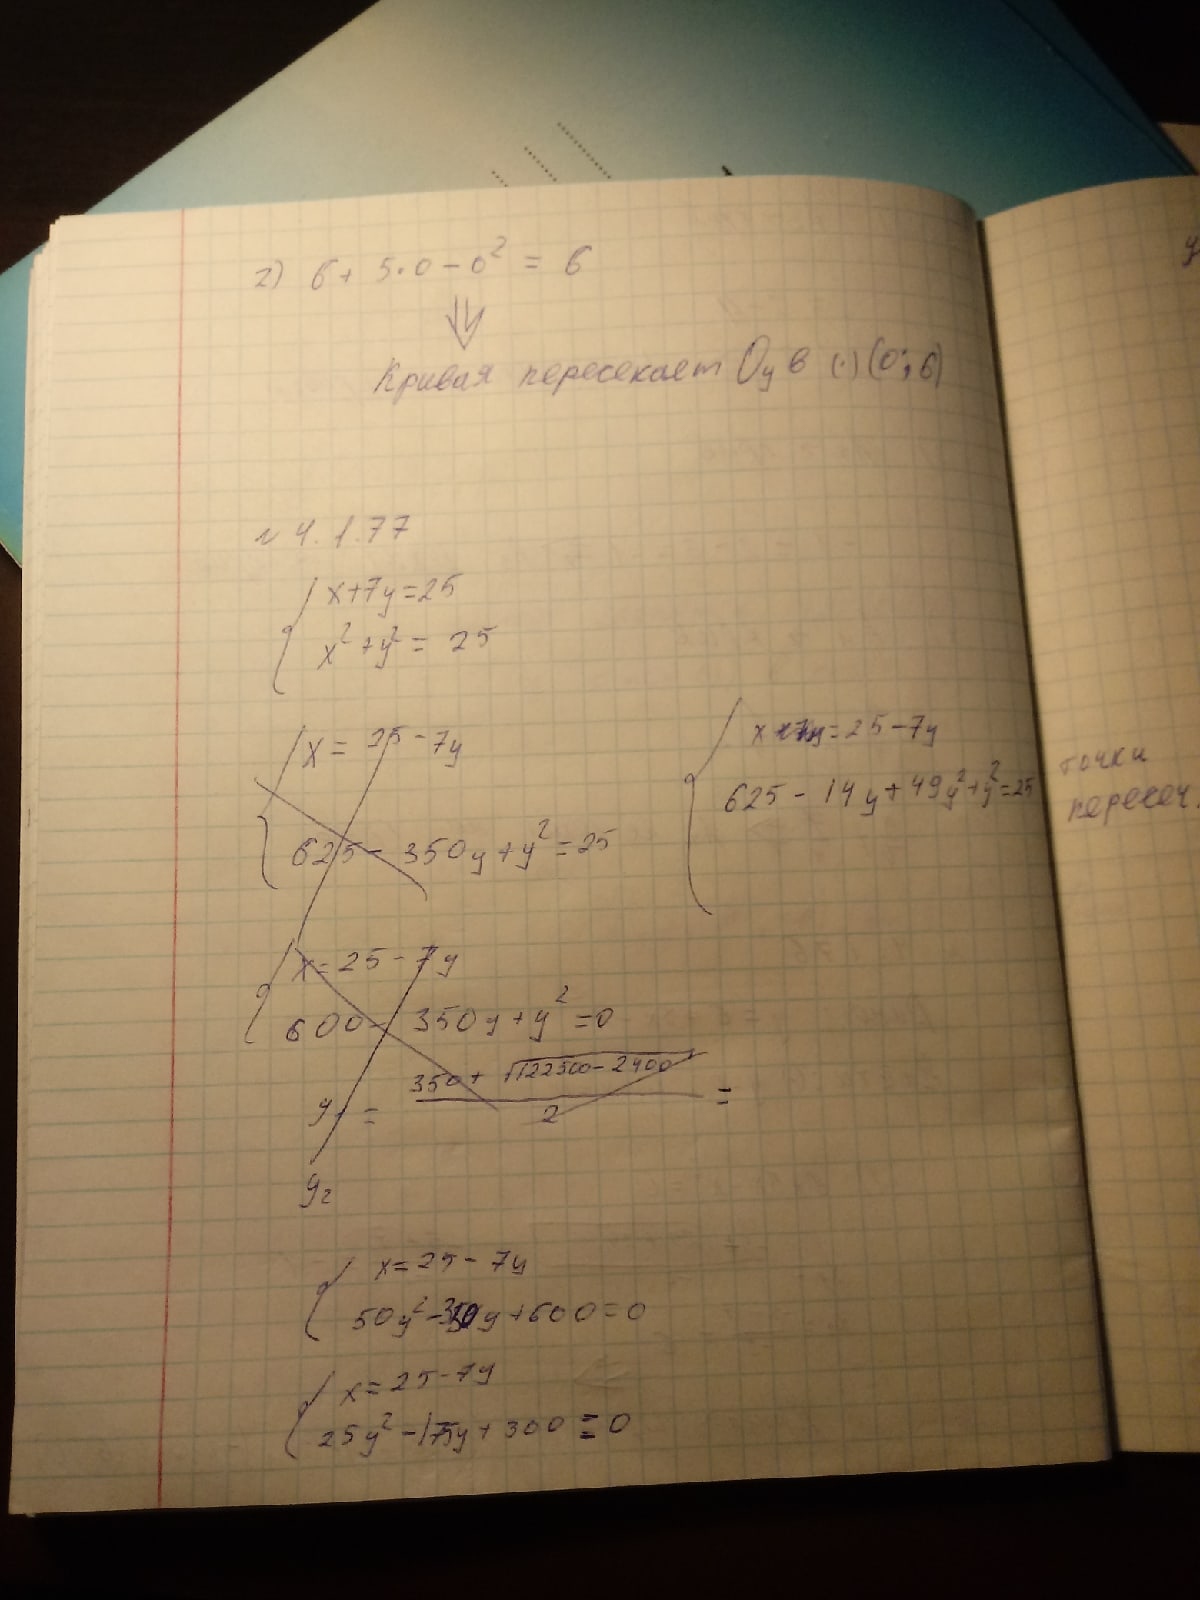 2) 6 + 5·0 - 0² = 6
⇓
Кривая пересекает Oy в (·) (0; 6)
N 4.1.77
x+7y=25
x²+y²= 25
x = 25-7y
625- 350y+y²=25
x =25-7y
625-14y+49y²+y²=25
точки
пересеч.
x=25-7y
600- 350y+y²=0
y₁ = 350+ √122500-2400 / 2 =
y₂
x=25-7y
50y²-350y+600=0
x=25-7y
25y²-175y+300=0
y